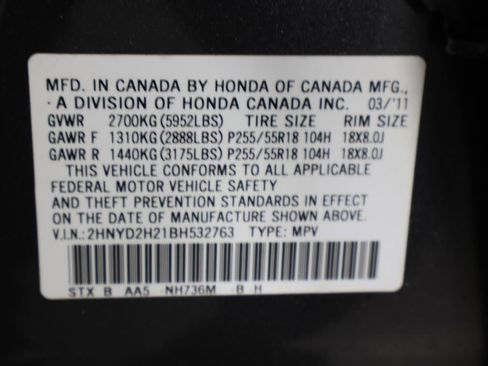 MFD. IN CANADA BY HONDA OF CANADA MFG.,
A DIVISION OF HONDA CANADA INC. 03/'11
GVWR 2700KG(5952LBS) TIRE SIZE RIM SIZE
GAWR F 1310KG(2888LBS) P255/55R18 104H 18X8.0J
GAWR R 1440KG(3175LBS) P255/55R18 104H 18X8.0J
THIS VEHICLE CONFORMS TO ALL APPLICABLE
FEDERAL MOTOR VEHICLE SAFETY
AND THEFT PREVENTION STANDARDS IN EFFECT
ON THE DATE OF MANUFACTURE SHOWN ABOVE.
V.I.N.: 2HNYD2H21BH532763 TYPE: MPV
STX B AA5 NH736M B H